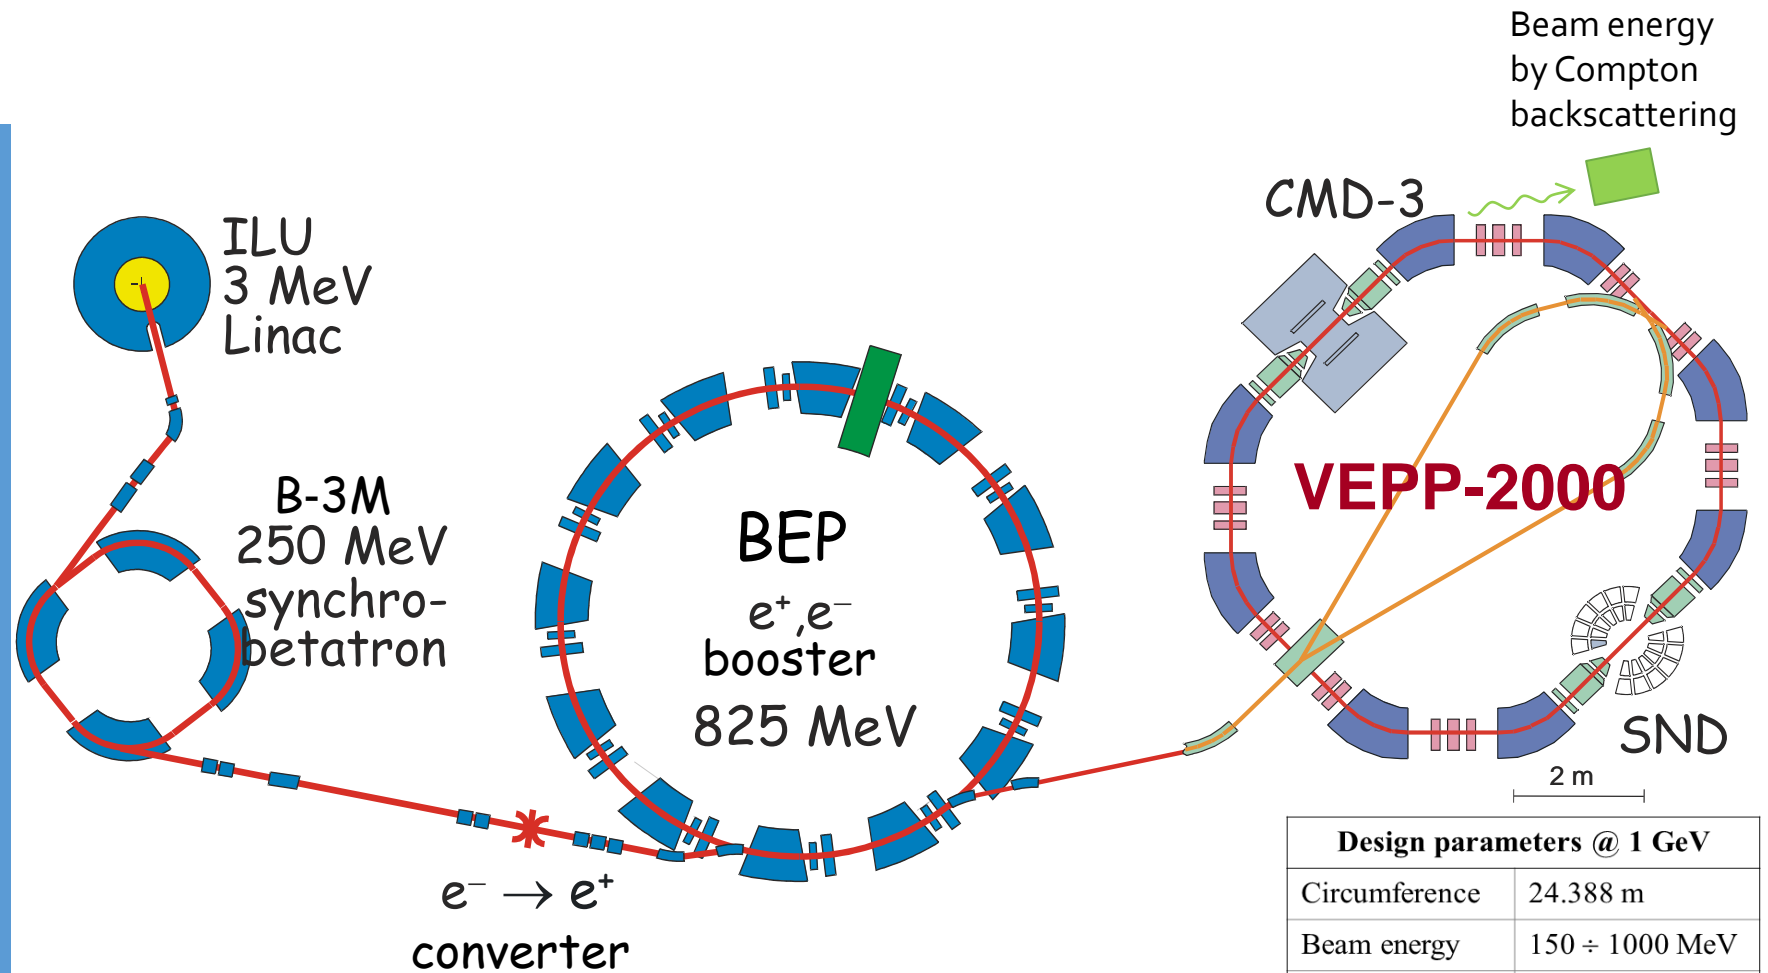 Beam energy
by Compton
backscattering
CMD-3
ILU
3 MeV
Linac
B-3M
250 MeV
synchro-
betatron
BEP
e⁺,e⁻
booster
825 MeV
VEPP-2000
SND
2 m
e⁻ → e⁺
converter
Design parameters @ 1 GeV
Circumference 24.388 m
Beam energy 150 ÷ 1000 MeV